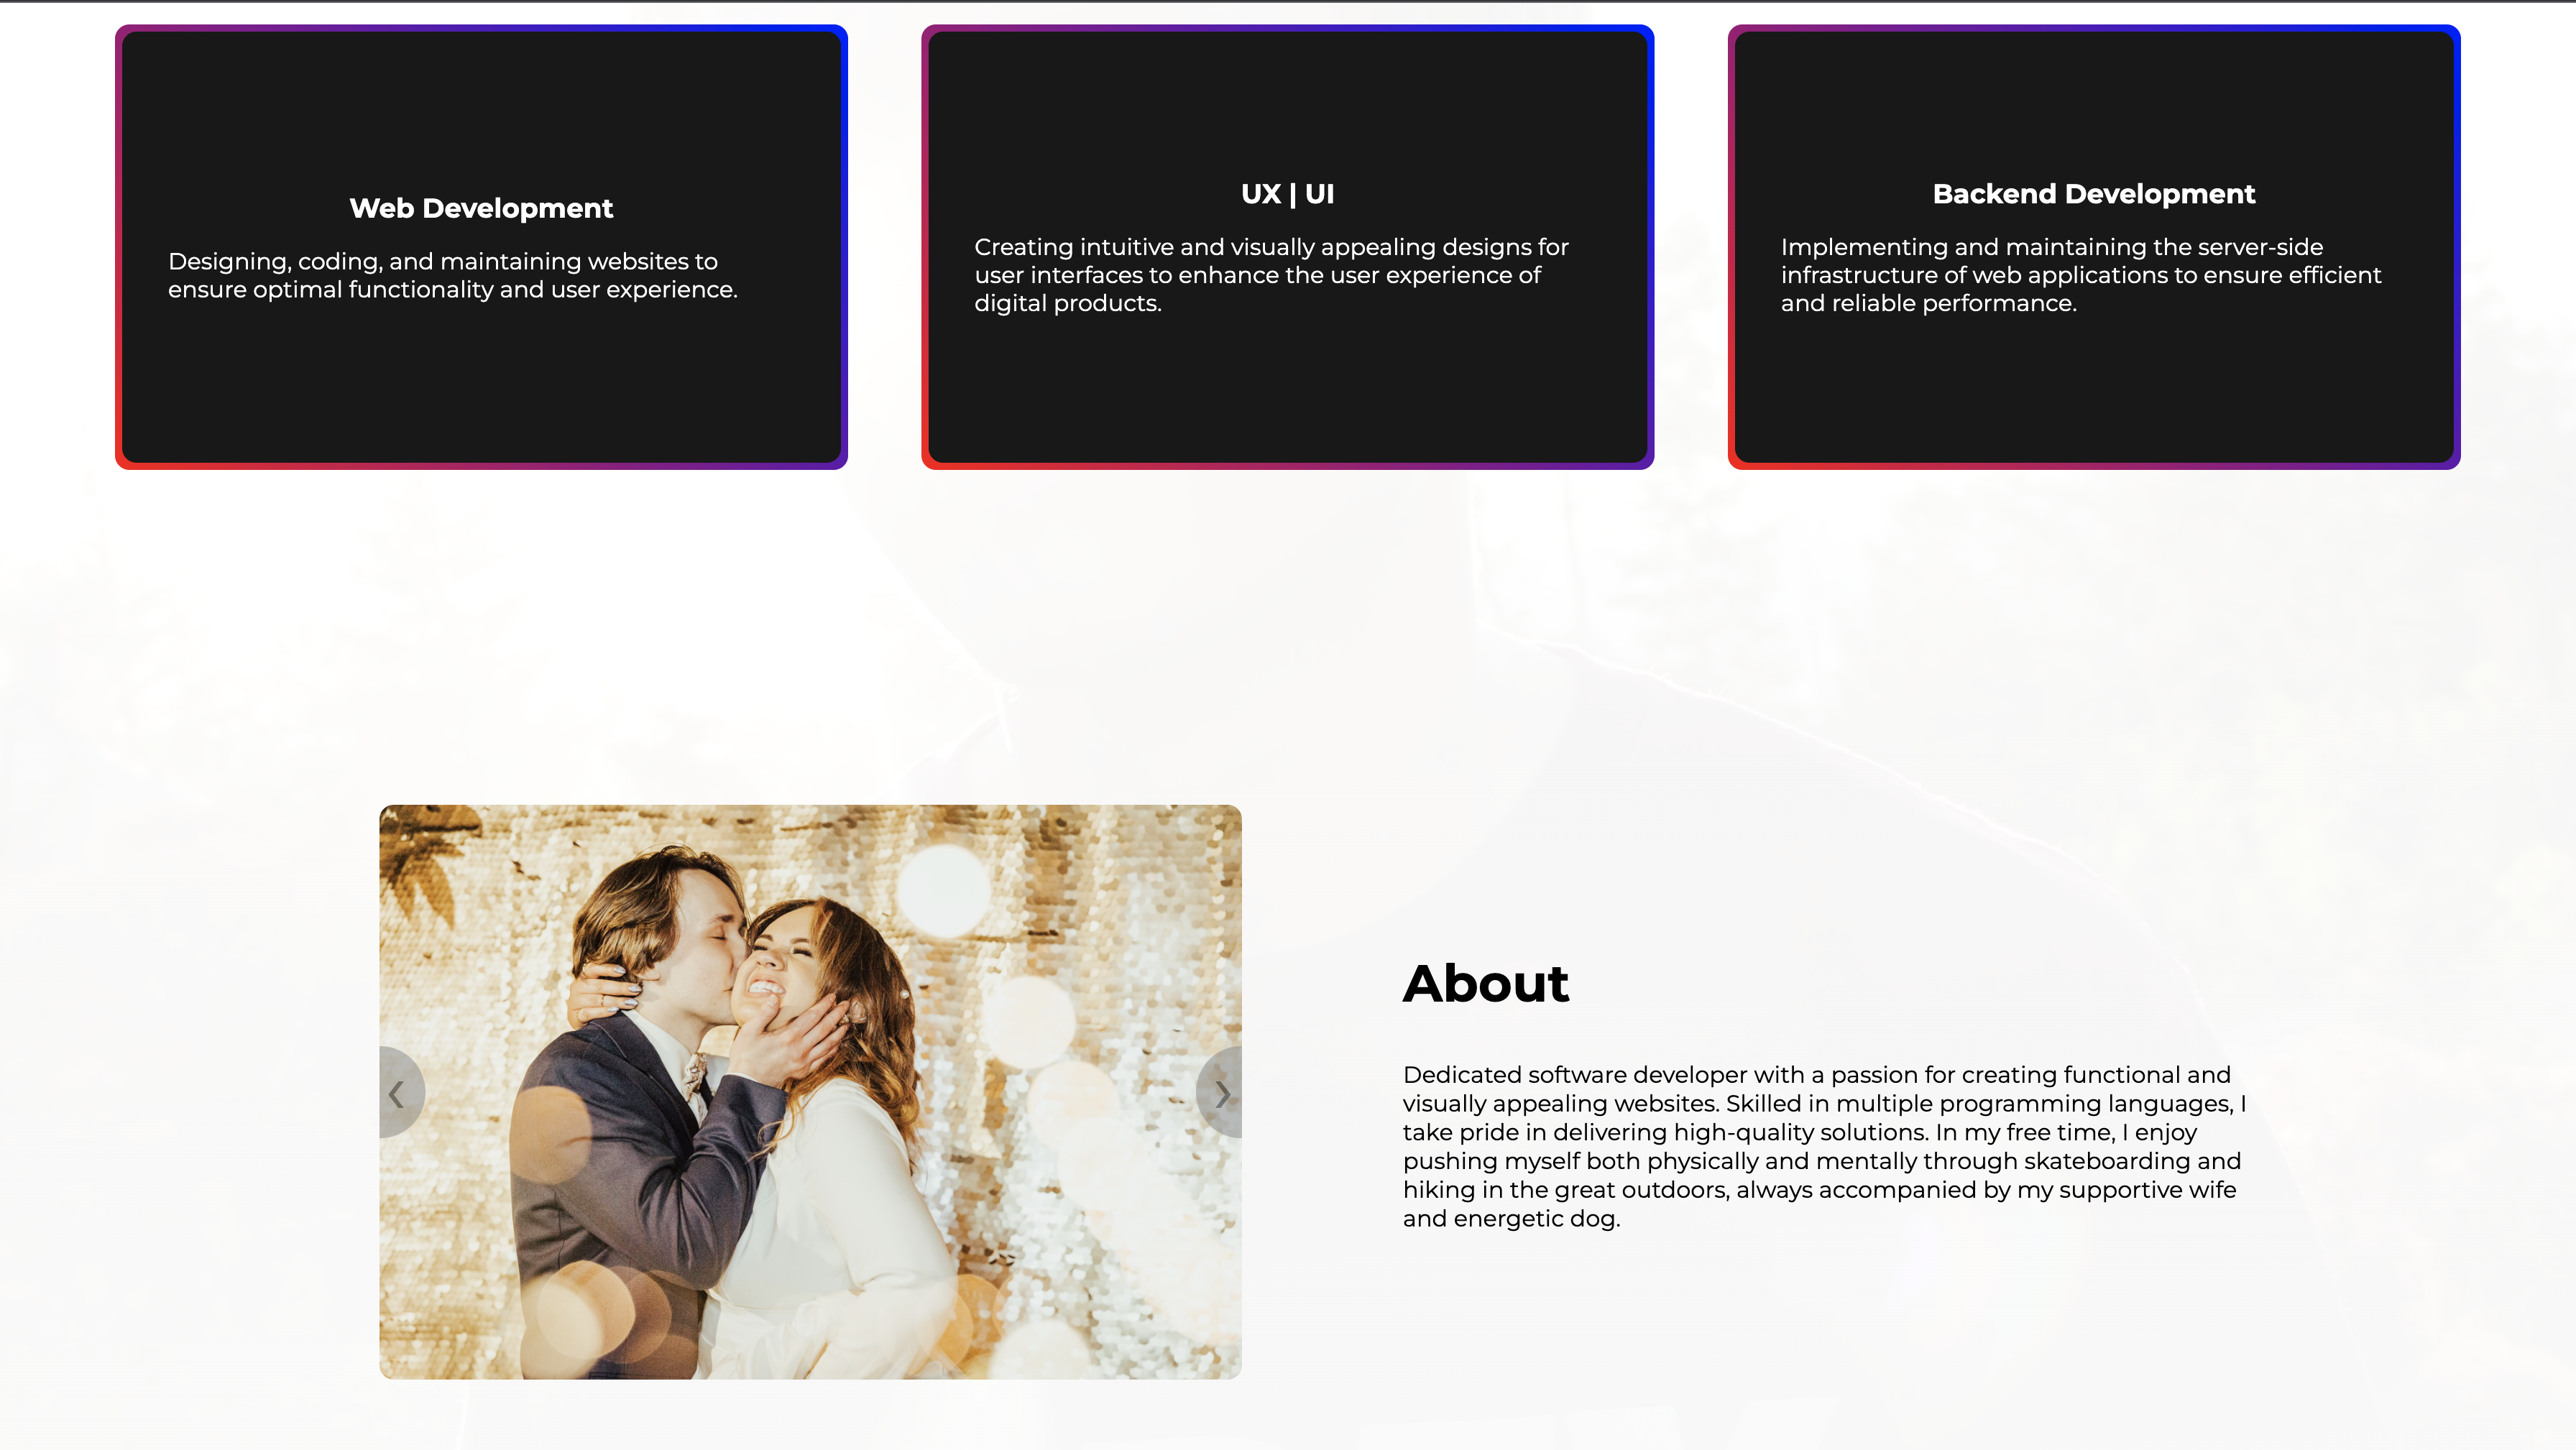 Web Development
Designing, coding, and maintaining websites to
ensure optimal functionality and user experience.
UX | UI
Creating intuitive and visually appealing designs for
user interfaces to enhance the user experience of
digital products.
Backend Development
Implementing and maintaining the server-side
infrastructure of web applications to ensure efficient
and reliable performance.
About
Dedicated software developer with a passion for creating functional and
visually appealing websites. Skilled in multiple programming languages, I
take pride in delivering high-quality solutions. In my free time, I enjoy
pushing myself both physically and mentally through skateboarding and
hiking in the great outdoors, always accompanied by my supportive wife
and energetic dog.